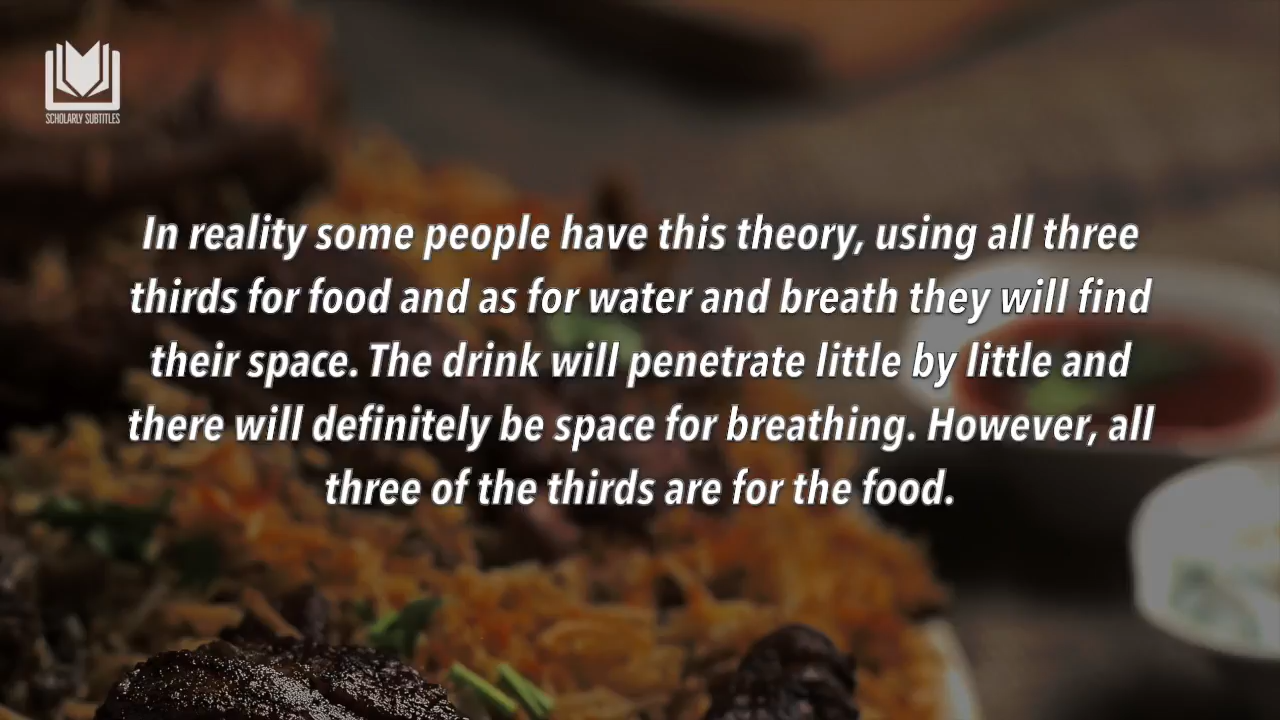 SCHOLARLY SUBTITLES
In reality some people have this theory, using all three
thirds for food and as for water and breath they will find
their space. The drink will penetrate little by little and
there will definitely be space for breathing. However, all
three of the thirds are for the food.